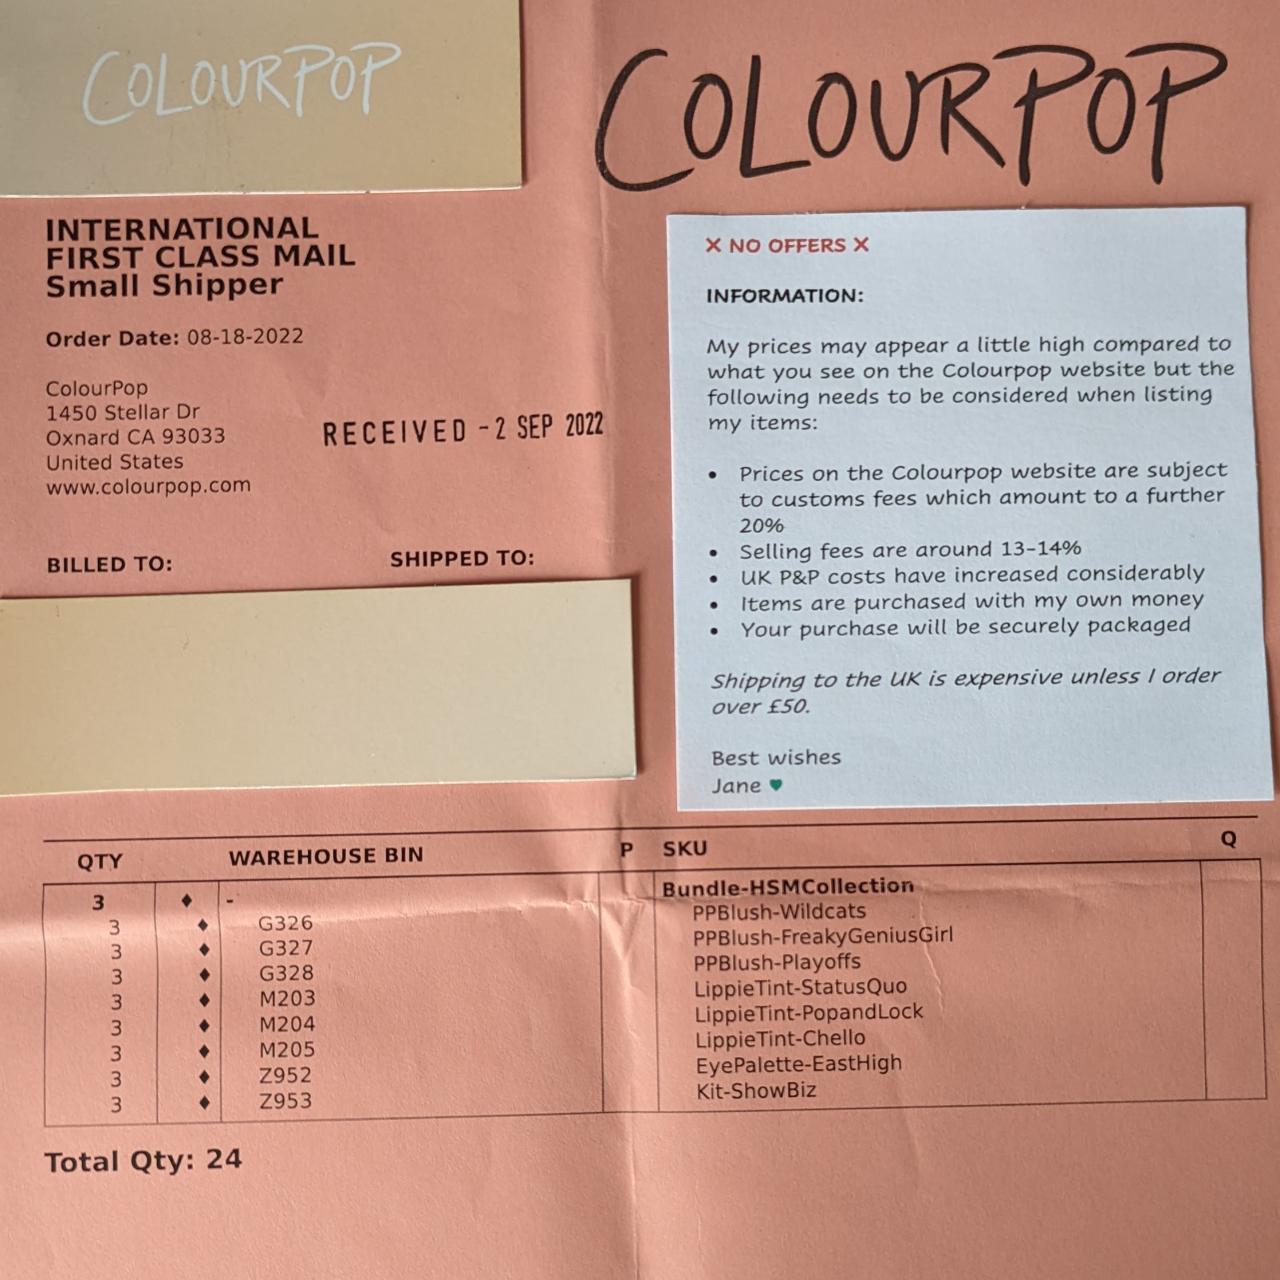 COLOURPOP
COLOURPOP
INTERNATIONAL
FIRST CLASS MAIL
Small Shipper
Order Date: 08-18-2022
ColourPop
1450 Stellar Dr
Oxnard CA 93033
United States
www.colourpop.com
RECEIVED -2 SEP 2022
BILLED TO: SHIPPED TO:
❌ NO OFFERS ❌
INFORMATION:
My prices may appear a little high compared to
what you see on the Colourpop website but the
following needs to be considered when listing
my items:
• Prices on the Colourpop website are subject
to customs fees which amount to a further
20%
• Selling fees are around 13-14%
• UK P&P costs have increased considerably
• Items are purchased with my own money
• Your purchase will be securely packaged
Shipping to the UK is expensive unless I order
over £50.
Best wishes
Jane 💚
QTY WAREHOUSE BIN P SKU Q
3 ♦ - Bundle-HSMCollection
3 ♦ G326 PPBlush-Wildcats
3 ♦ G327 PPBlush-FreakyGeniusGirl
3 ♦ G328 PPBlush-Playoffs
3 ♦ M203 LippieTint-StatusQuo
3 ♦ M204 LippieTint-PopandLock
3 ♦ M205 LippieTint-Chello
3 ♦ Z952 EyePalette-EastHigh
3 ♦ Z953 Kit-ShowBiz
Total Qty: 24